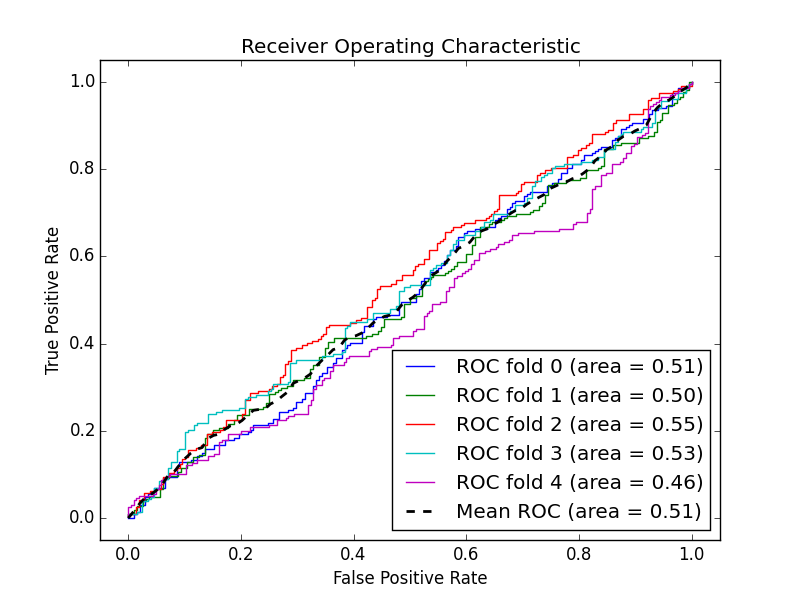 Receiver Operating Characteristic
True Positive Rate
1.0
0.8
0.6
0.4
0.2
0.0
ROC fold 0 (area = 0.51)
ROC fold 1 (area = 0.50)
ROC fold 2 (area = 0.55)
ROC fold 3 (area = 0.53)
ROC fold 4 (area = 0.46)
Mean ROC (area = 0.51)
0.0 0.2 0.4 0.6 0.8 1.0
False Positive Rate